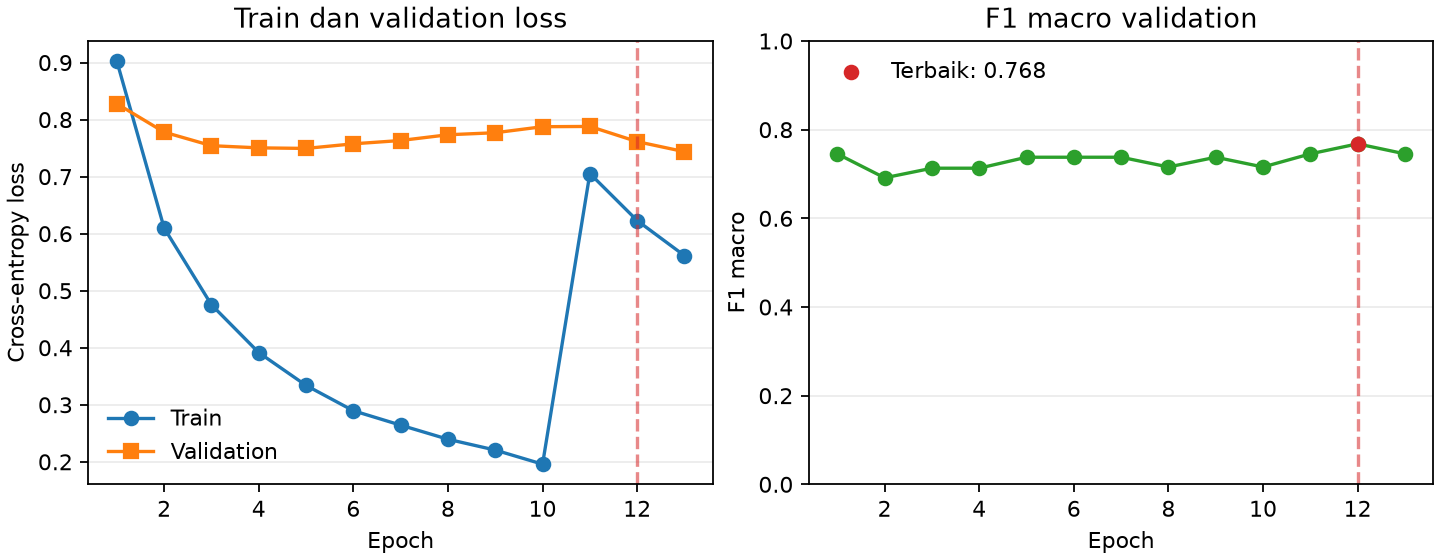 Train dan validation loss
Cross-entropy loss
0.9
0.8
0.7
0.6
0.5
0.4
0.3
0.2
Train
Validation
2 4 6 8 10 12
Epoch
F1 macro validation
F1 macro
1.0
0.8
0.6
0.4
0.2
0.0
Terbaik: 0.768
2 4 6 8 10 12
Epoch